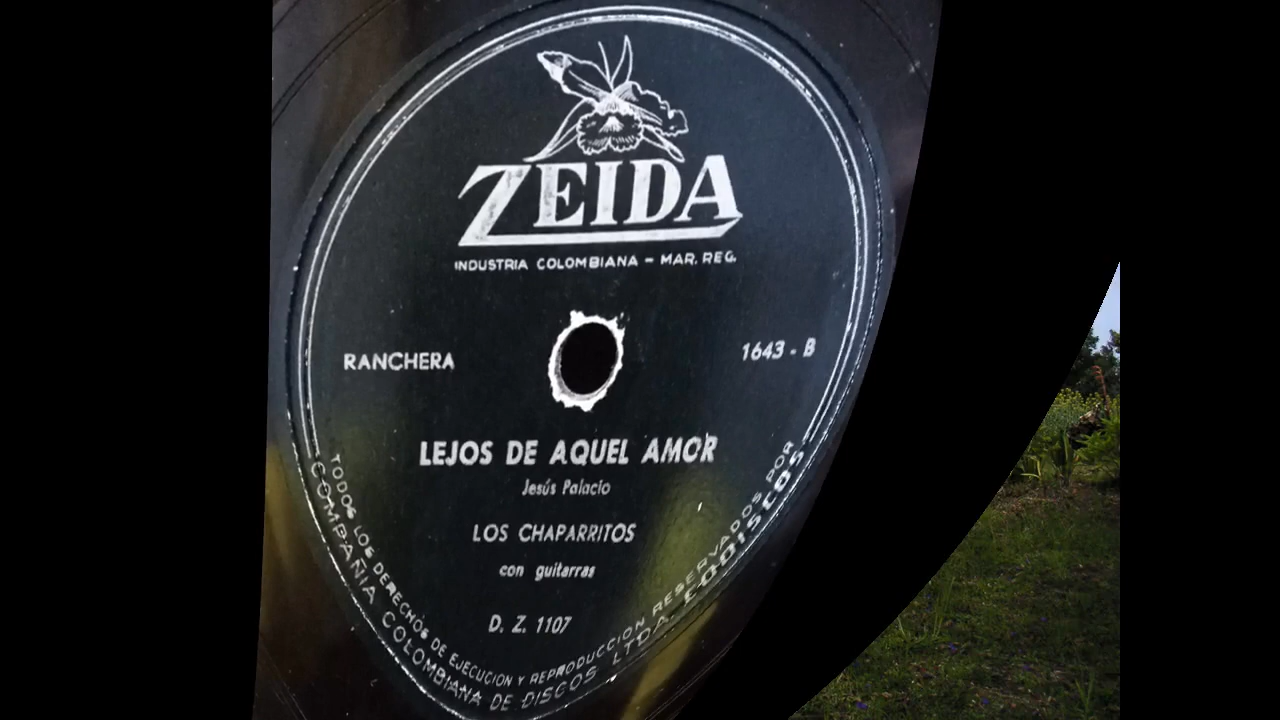 ZEIDA
INDUSTRIA COLOMBIANA - MAR. REG.
RANCHERA
1643 - B
LEJOS DE AQUEL AMOR
Jesús Palacio
LOS CHAPARRITOS
con guitarras
D. Z. 1107
TODOS LOS DERECHOS DE EJECUCION Y REPRODUCCION RESERVADOS POR
COMPAÑIA COLOMBIANA DE DISCOS LTDA. CODISCOS